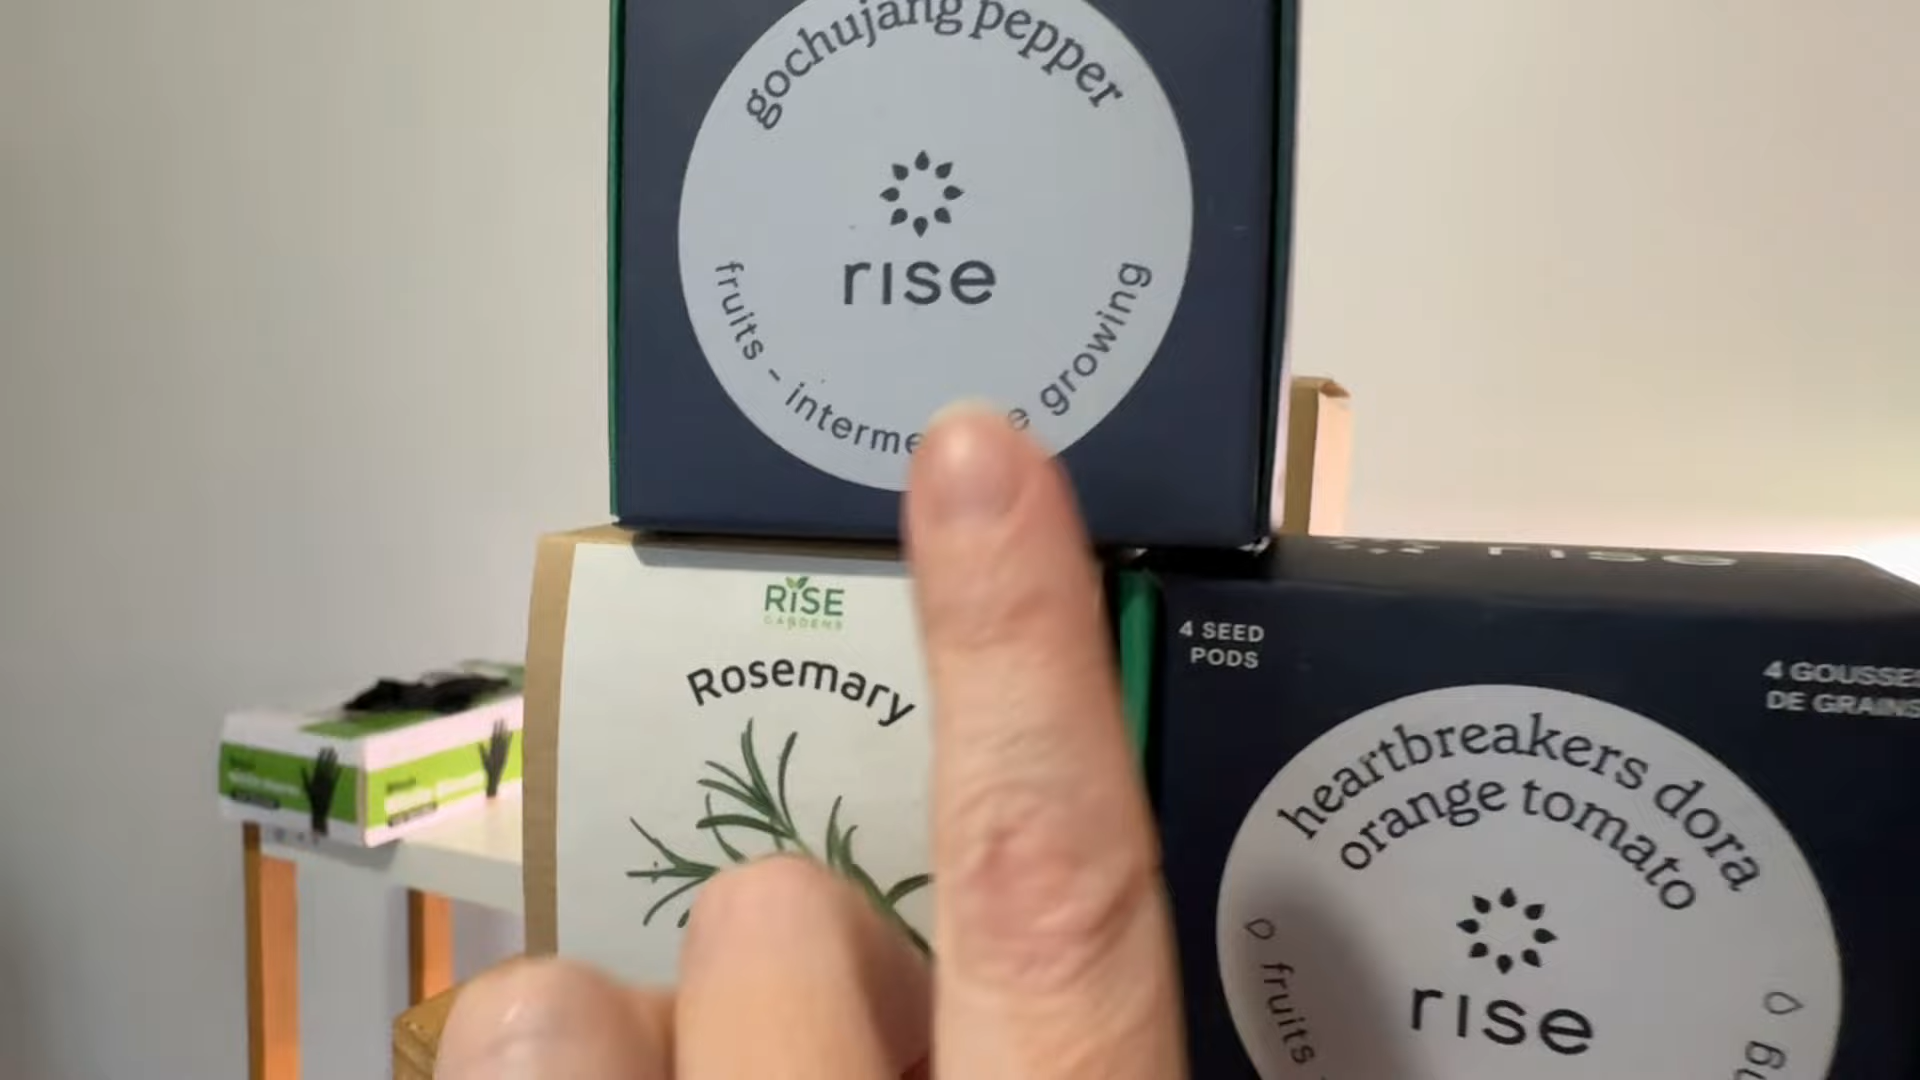 gochujang pepper
rise
fruits - interme e growing
RiSE
GARDENS
Rosemary
rise
4 SEED
PODS
4 GOUSSES
DE GRAINS
heartbreakers dora
orange tomato
rise
fruits